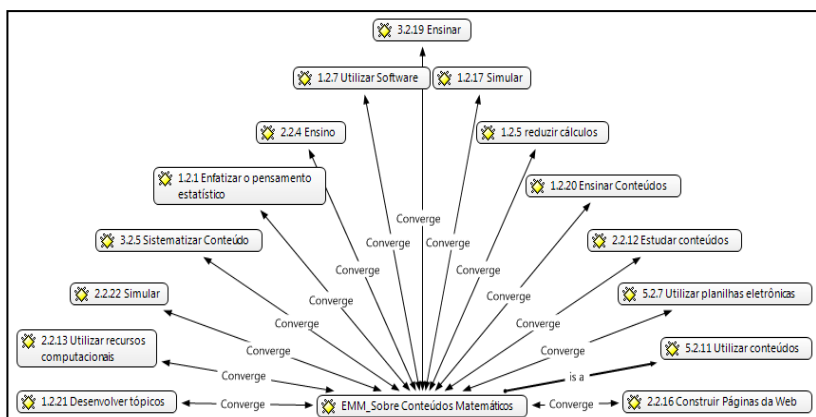 3.2.19 Ensinar
1.2.7 Utilizar Software
1.2.17 Simular
2.2.4 Ensino
1.2.5 reduzir cálculos
1.2.1 Enfatizar o pensamento
estatístico
1.2.20 Ensinar Conteúdos
Converge
Converge
Converge
3.2.5 Sistematizar Conteúdo
2.2.12 Estudar conteúdos
Converge
Converge
2.2.22 Simular
5.2.7 Utilizar planilhas eletrônicas
Converge
Converge
Converge
Converge
2.2.13 Utilizar recursos
computacionais
5.2.11 Utilizar conteúdos
Converge
Converge
Converge
is a
1.2.21 Desenvolver tópicos
Converge
EMM_Sobre Conteúdos Matemáticos
Converge
2.2.16 Construir Páginas da Web